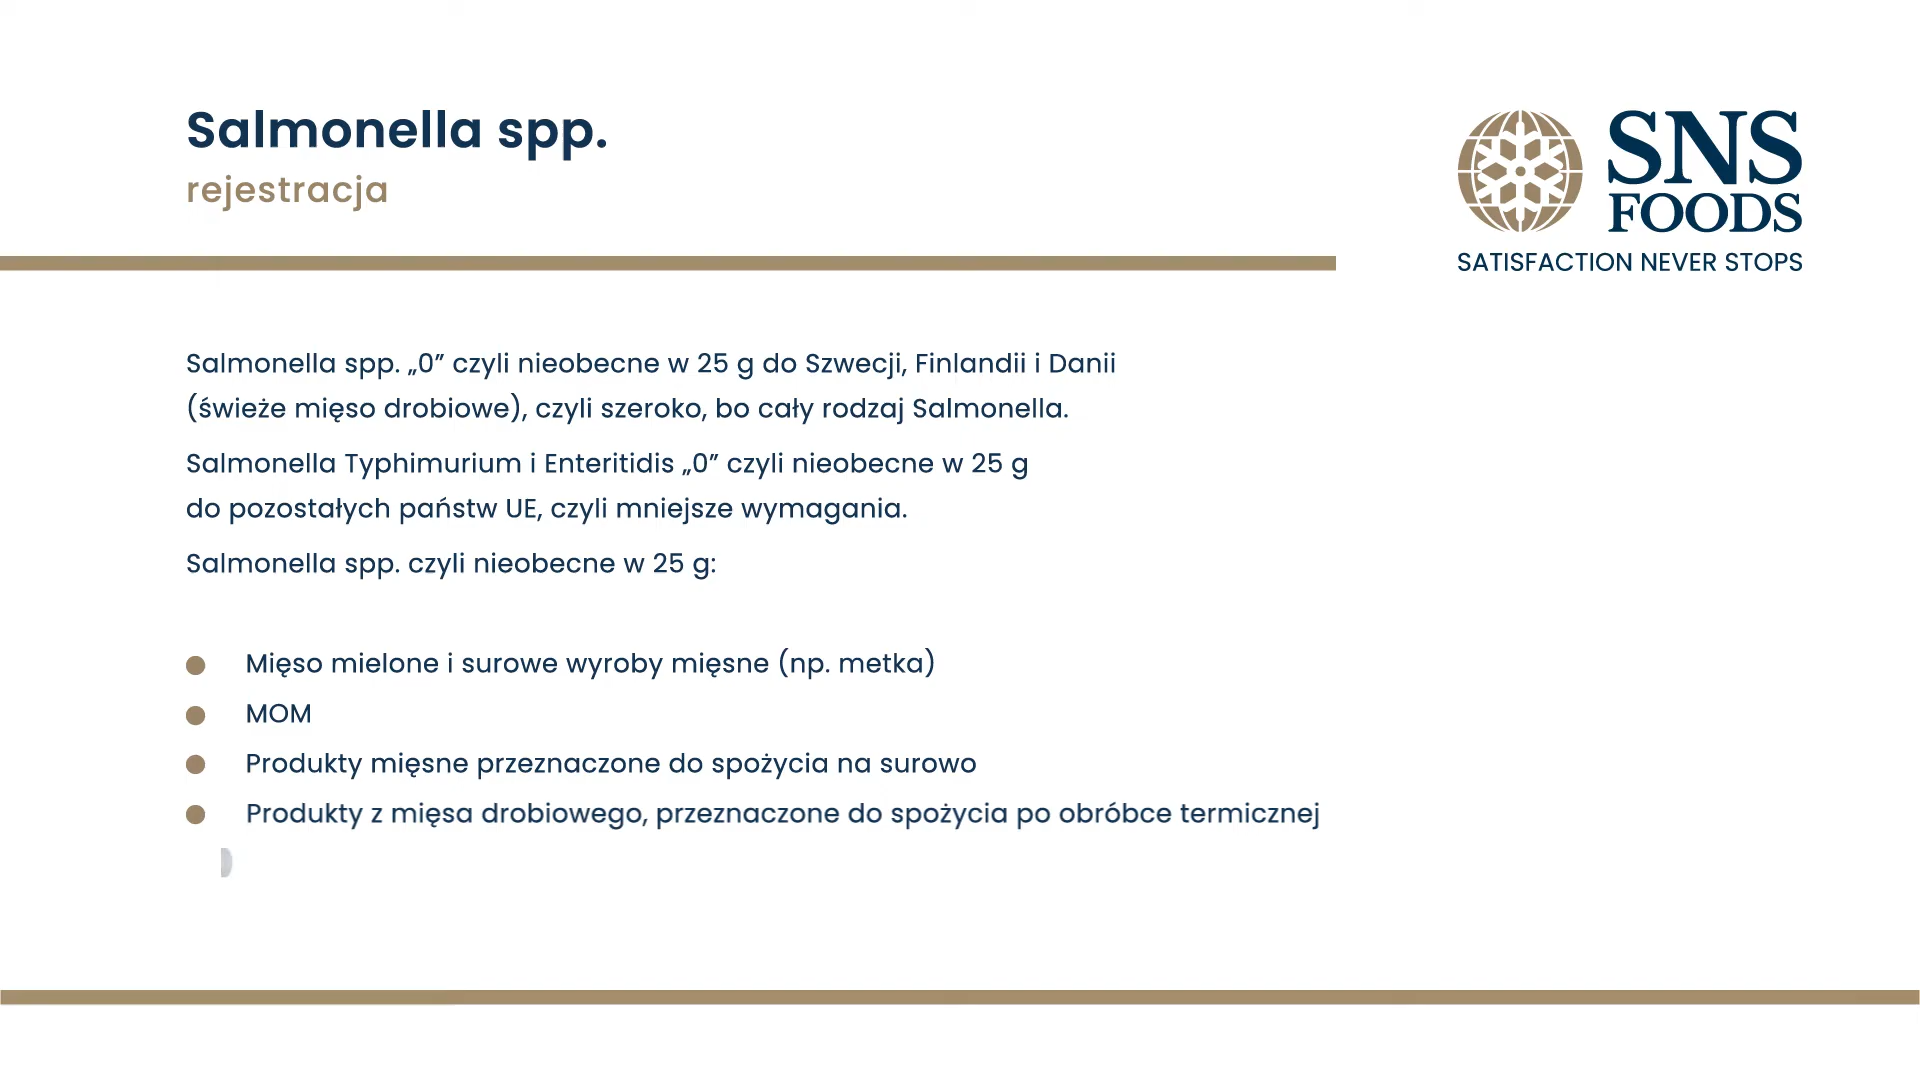 Salmonella spp.
rejestracja
SNS
FOODS
SATISFACTION NEVER STOPS
Salmonella spp. „0” czyli nieobecne w 25 g do Szwecji, Finlandii i Danii
(świeże mięso drobiowe), czyli szeroko, bo cały rodzaj Salmonella.
Salmonella Typhimurium i Enteritidis „0” czyli nieobecne w 25 g
do pozostałych państw UE, czyli mniejsze wymagania.
Salmonella spp. czyli nieobecne w 25 g:
Mięso mielone i surowe wyroby mięsne (np. metka)
MOM
Produkty mięsne przeznaczone do spożycia na surowo
Produkty z mięsa drobiowego, przeznaczone do spożycia po obróbce termicznej